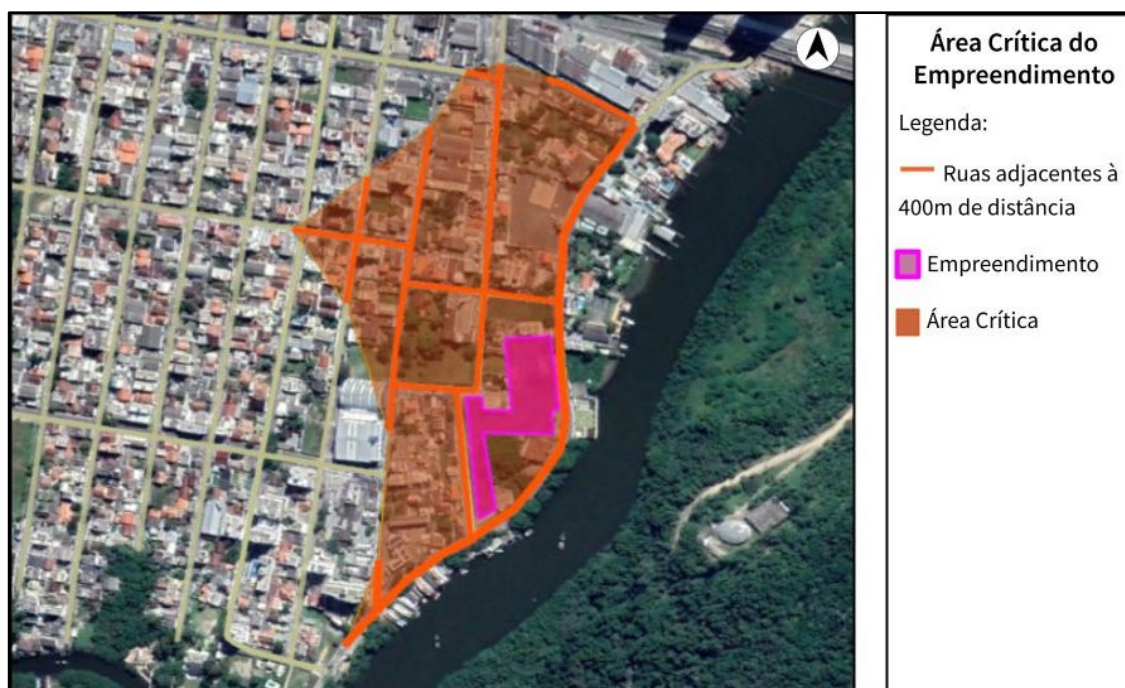 Área Crítica do
Empreendimento
Legenda:
Ruas adjacentes à
400m de distância
Empreendimento
Área Crítica